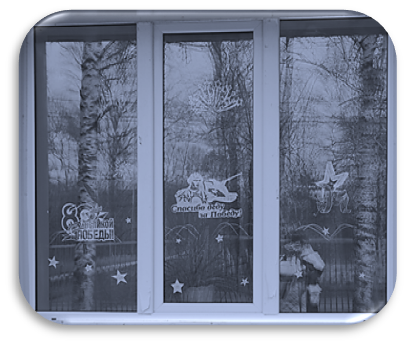 ПОБЕДЫ
Спасибо деду
за Победу!